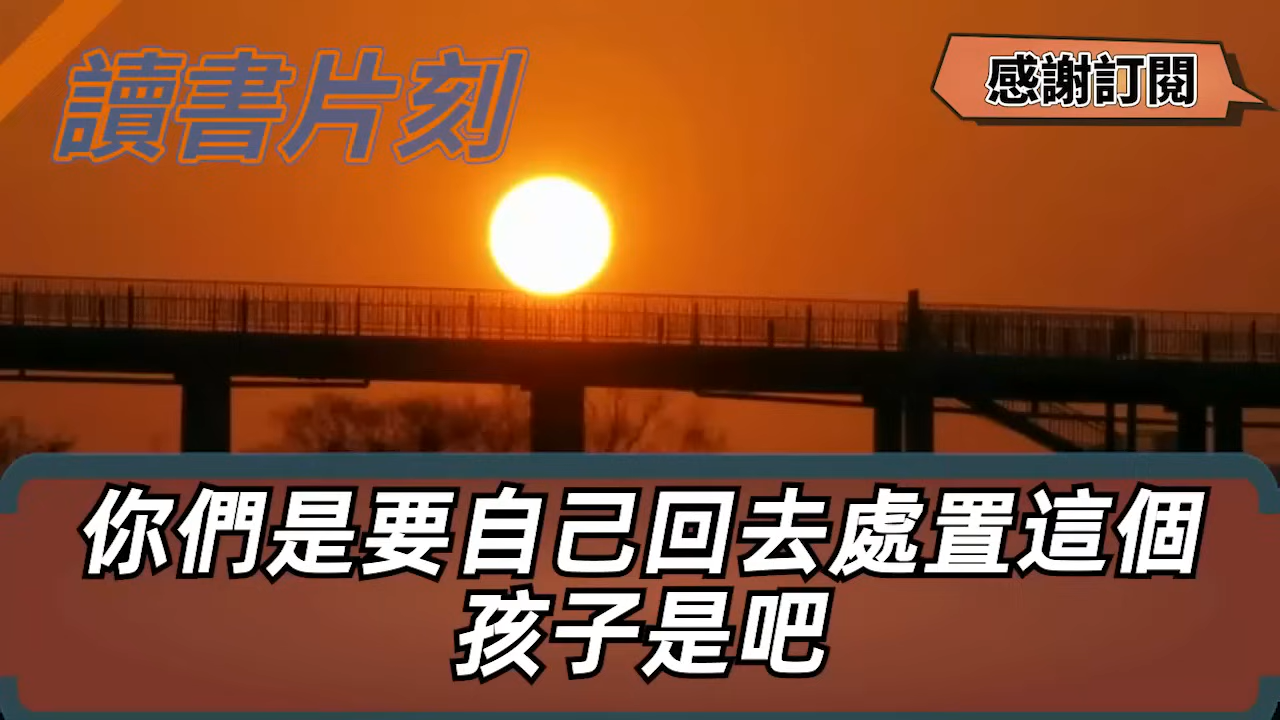 讀書片刻
感謝訂閱
你們是要自己回去處置這個
孩子是吧